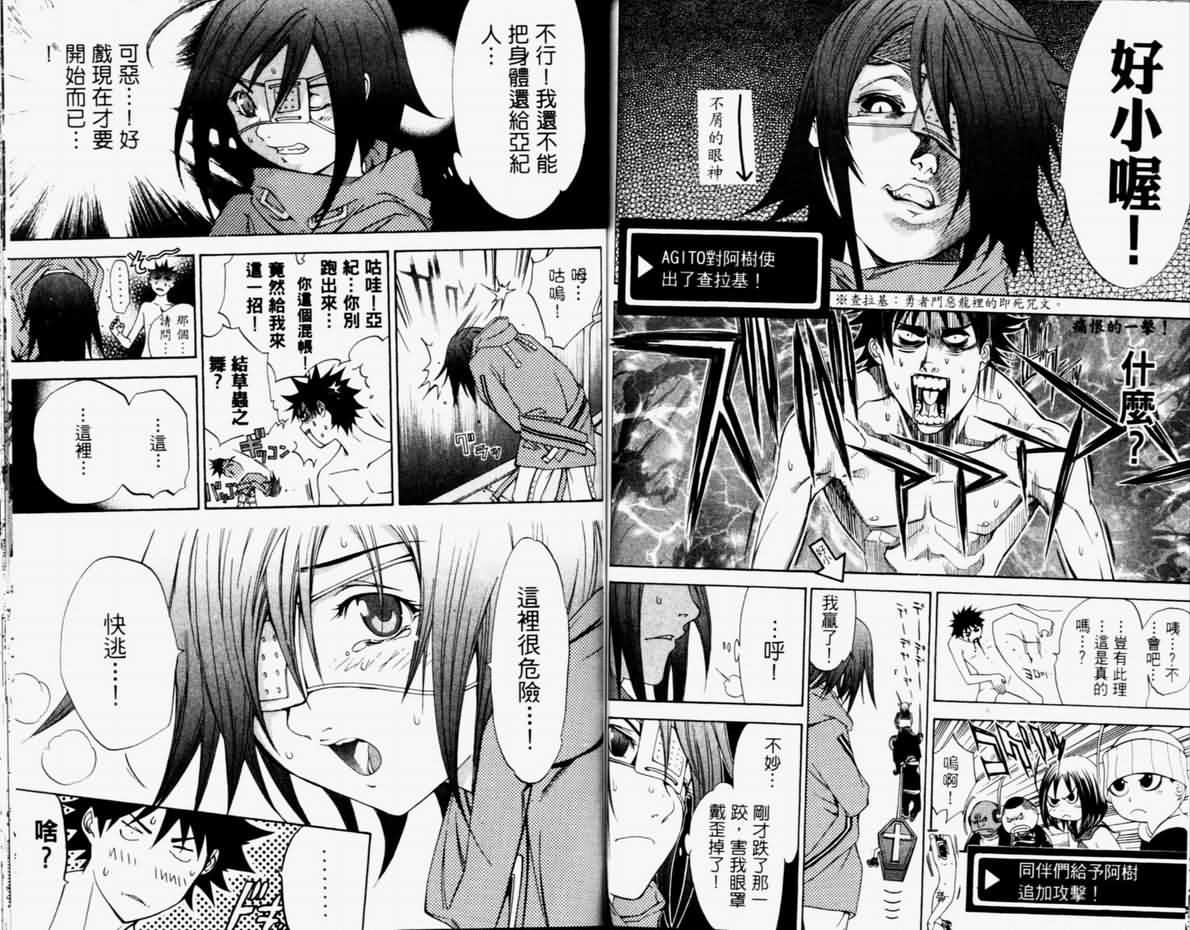 好小喔！
不屑的眼神
AGITO對阿樹使
出了查拉基！
※查拉基：勇者鬥惡龍裡的即死咒文。
痛恨的一擊！
什麼？
咦…？不
…會吧…
…豈有此理
…這是真的
嗎…？
嗚啊！
同伴們給予阿樹
追加攻擊！
我贏了！
…呼！
不妙…
剛才跌了那一
跤，害我眼罩
戴歪掉了！
不行！我還不能
把身體還給亞紀
人…
可惡…！好
戲現在才要
開始而已…
！
咕嗚！
咕哇！亞
紀…你別
跑出來…
你這個混帳！
竟然給我來
這一招！
結草蟲之
舞？
ギッコン
バッコン
……
那個…
請問…
…這…
…這裡…
這裡很危險…！
快逃…！
……
啥？